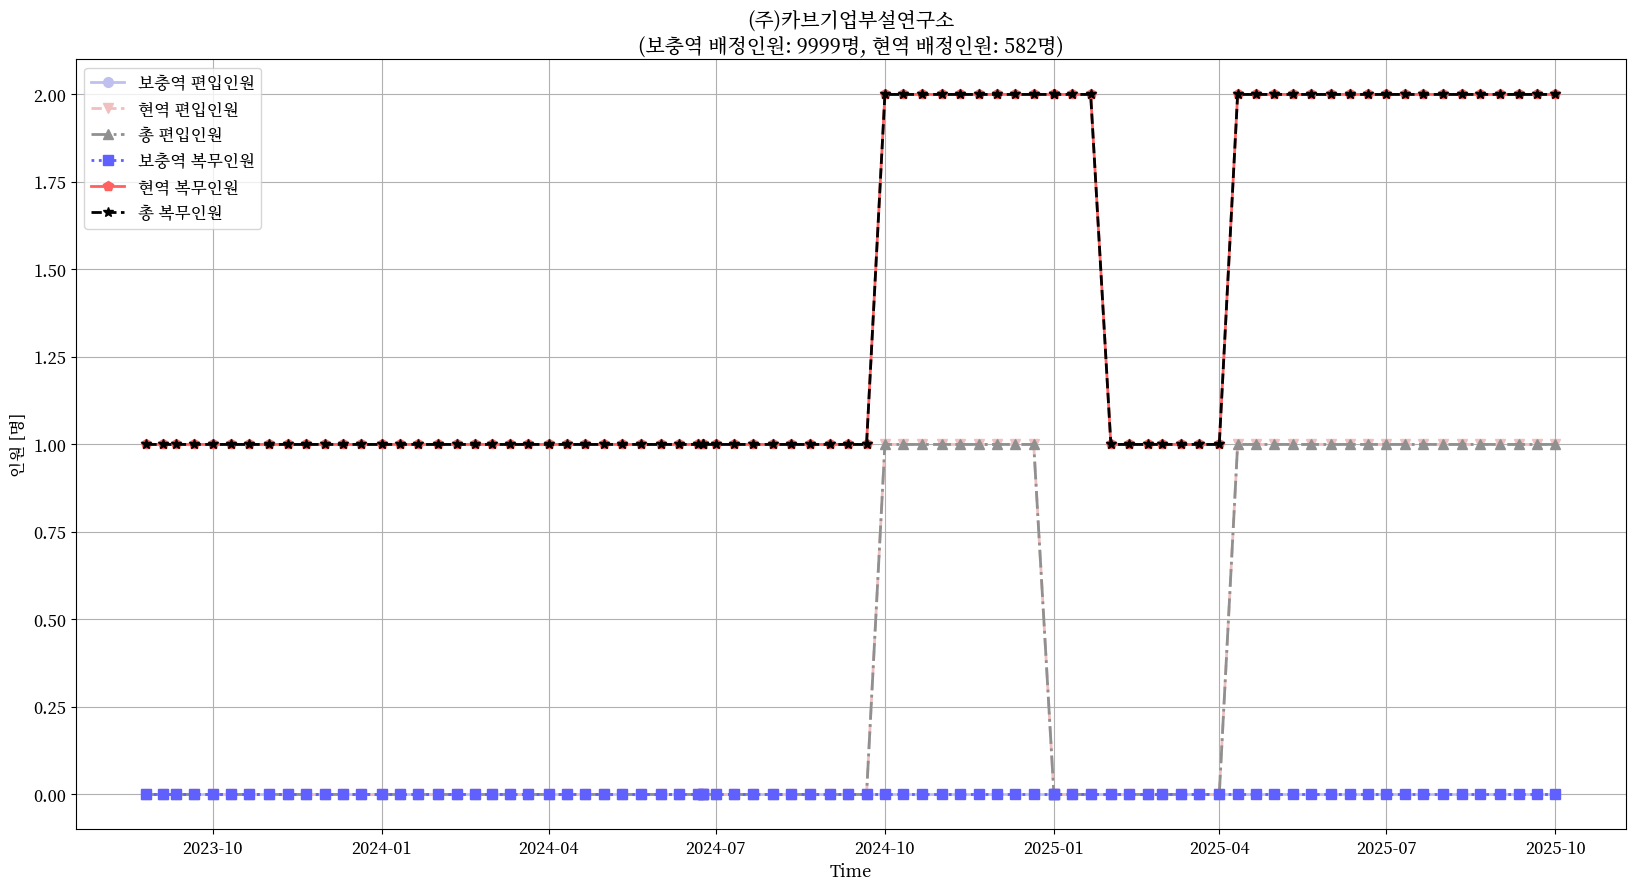 (주)카브기업부설연구소
(보충역 배정인원: 9999명, 현역 배정인원: 582명)
보충역 편입인원
현역 편입인원
총 편입인원
보충역 복무인원
현역 복무인원
총 복무인원
인원 [명]
2.00
1.75
1.50
1.25
1.00
0.75
0.50
0.25
0.00
2023-10
2024-01
2024-04
2024-07
2024-10
2025-01
2025-04
2025-07
2025-10
Time